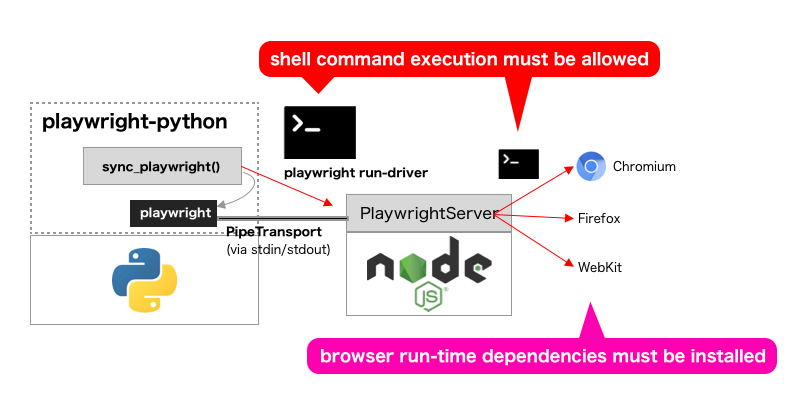 shell command execution must be allowed
playwright-python
sync_playwright()
playwright run-driver
Chromium
playwright
PlaywrightServer
Firefox
PipeTransport
(via stdin/stdout)
node
JS
®
WebKit
browser run-time dependencies must be installed